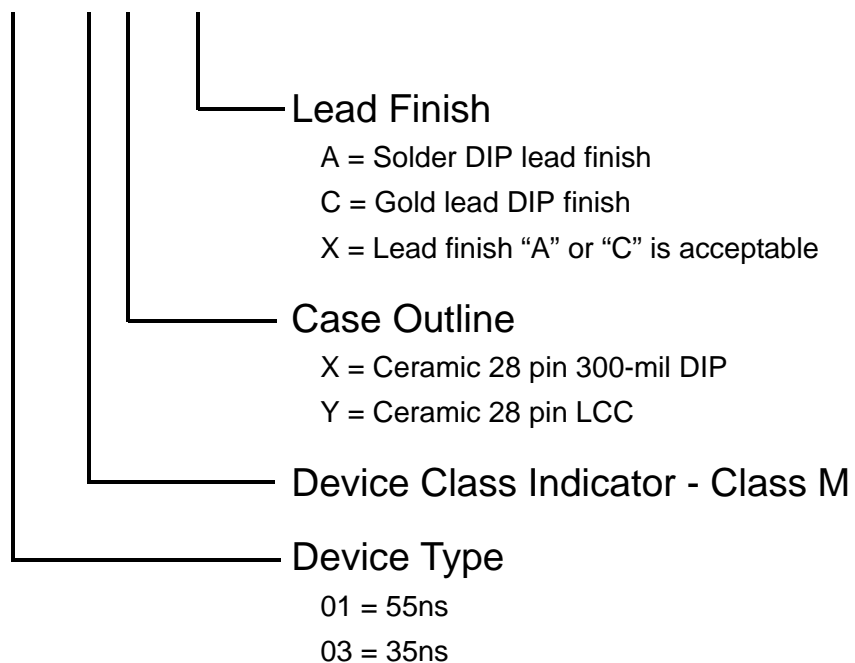 Lead Finish
A = Solder DIP lead finish
C = Gold lead DIP finish
X = Lead finish “A” or “C” is acceptable
Case Outline
X = Ceramic 28 pin 300-mil DIP
Y = Ceramic 28 pin LCC
Device Class Indicator - Class M
Device Type
01 = 55ns
03 = 35ns